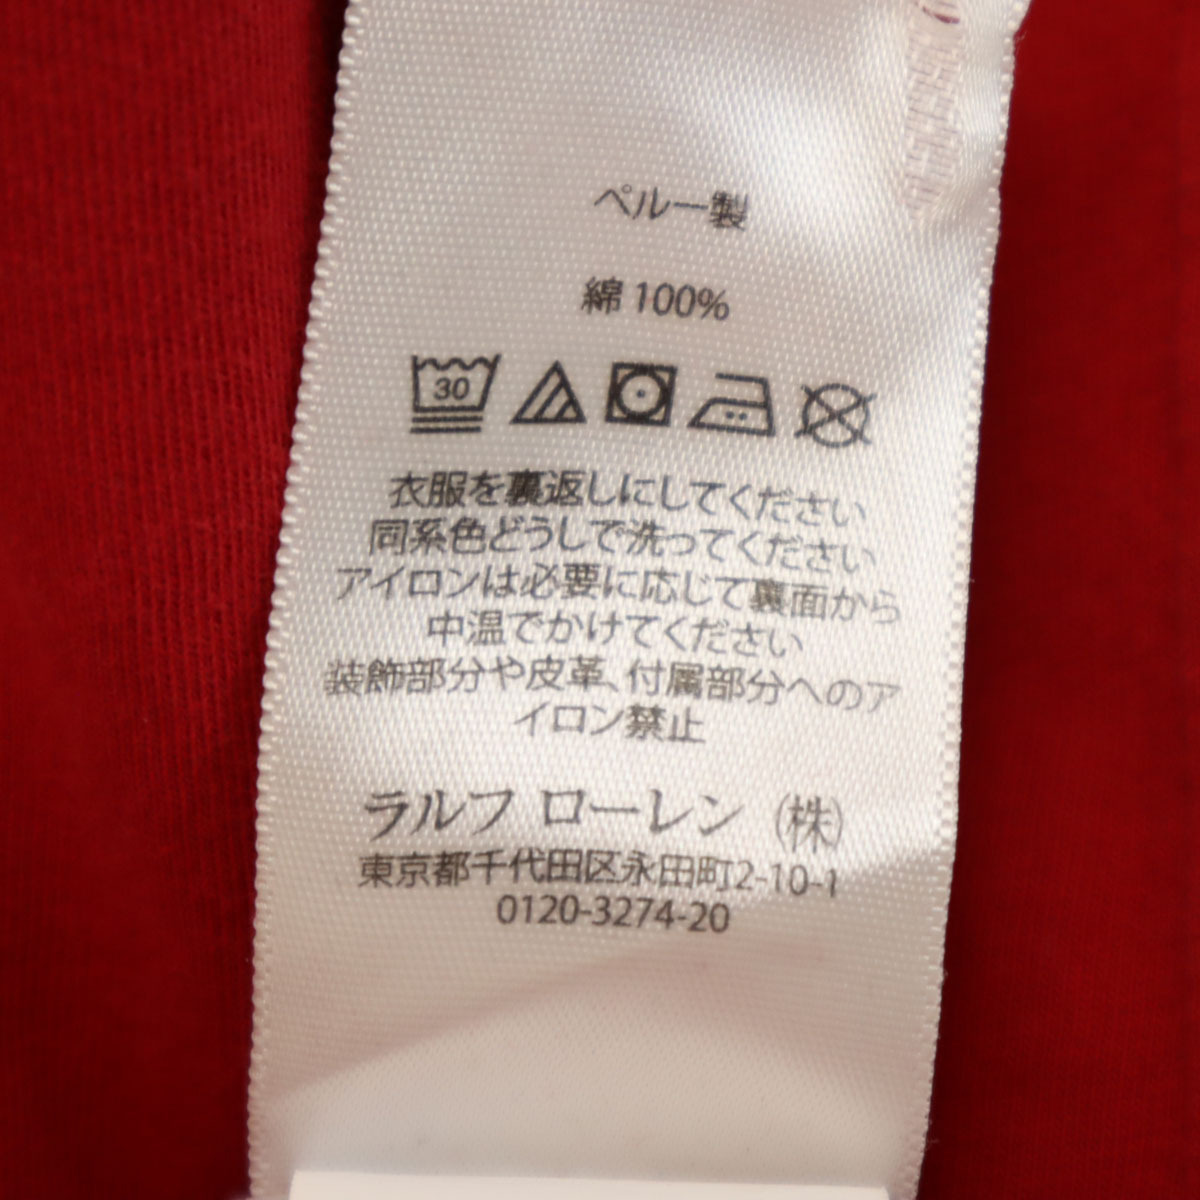 ペルー製
綿 100%
30
衣服を裏返しにしてください
同系色どうしで洗ってください
アイロンは必要に応じて裏面から
中温でかけてください
装飾部分や皮革、付属部分へのア
イロン禁止
ラルフ ローレン (株)
東京都千代田区永田町2-10-1
0120-3274-20